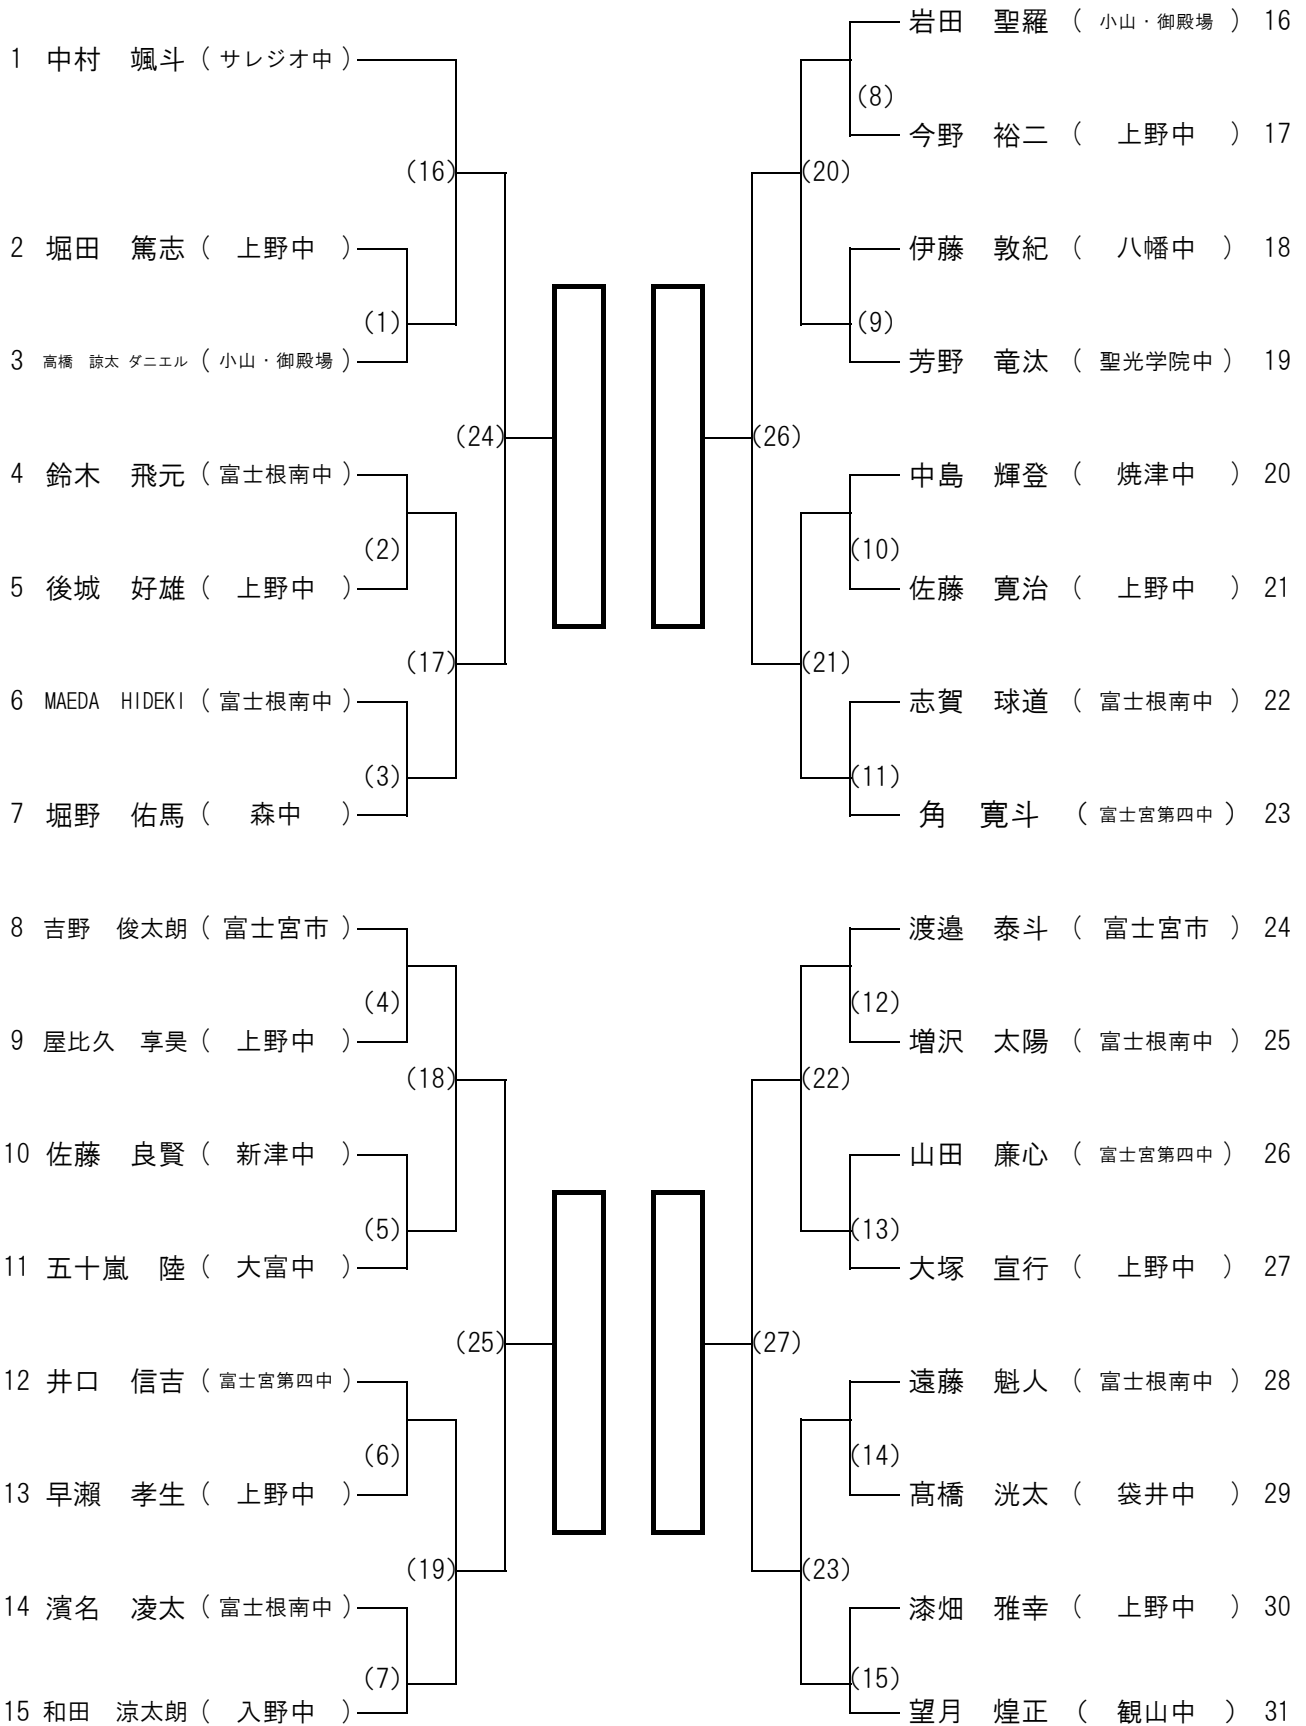 岩田　聖羅 （ 小山・御殿場 ） 16
1 中村　颯斗 （ サレジオ中 ）
(8)
今野　裕二 （ 上野中 ） 17
(16) (20)
2 堀田　篤志 （ 上野中 ） 伊藤　敦紀 （ 八幡中 ） 18
(1) (9)
3 高橋　諒太 ダニエル （ 小山・御殿場 ） 芳野　竜汰 （ 聖光学院中 ） 19
(24) (26)
4 鈴木　飛元 （ 富士根南中 ） 中島　輝登 （ 焼津中 ） 20
(2) (10)
5 後城　好雄 （ 上野中 ） 佐藤　寛治 （ 上野中 ） 21
(17) (21)
6 MAEDA　HIDEKI （ 富士根南中 ） 志賀　球道 （ 富士根南中 ） 22
(3) (11)
7 堀野　佑馬 （ 森中 ） 角　寛斗 （ 富士宮第四中 ） 23
8 吉野　俊太朗 （ 富士宮市 ） 渡邉　泰斗 （ 富士宮市 ） 24
(4) (12)
9 屋比久　享昊 （ 上野中 ） 増沢　太陽 （ 富士根南中 ） 25
(18) (22)
10 佐藤　良賢 （ 新津中 ） 山田　廉心 （ 富士宮第四中 ） 26
(5) (13)
11 五十嵐　陸 （ 大富中 ） 大塚　宣行 （ 上野中 ） 27
(25) (27)
12 井口　信吉 （ 富士宮第四中 ） 遠藤　魁人 （ 富士根南中 ） 28
(6) (14)
13 早瀬　孝生 （ 上野中 ） 髙橋　洸太 （ 袋井中 ） 29
(19) (23)
14 濱名　凌太 （ 富士根南中 ） 漆畑　雅幸 （ 上野中 ） 30
(7) (15)
15 和田　涼太朗 （ 入野中 ） 望月　煌正 （ 観山中 ） 31